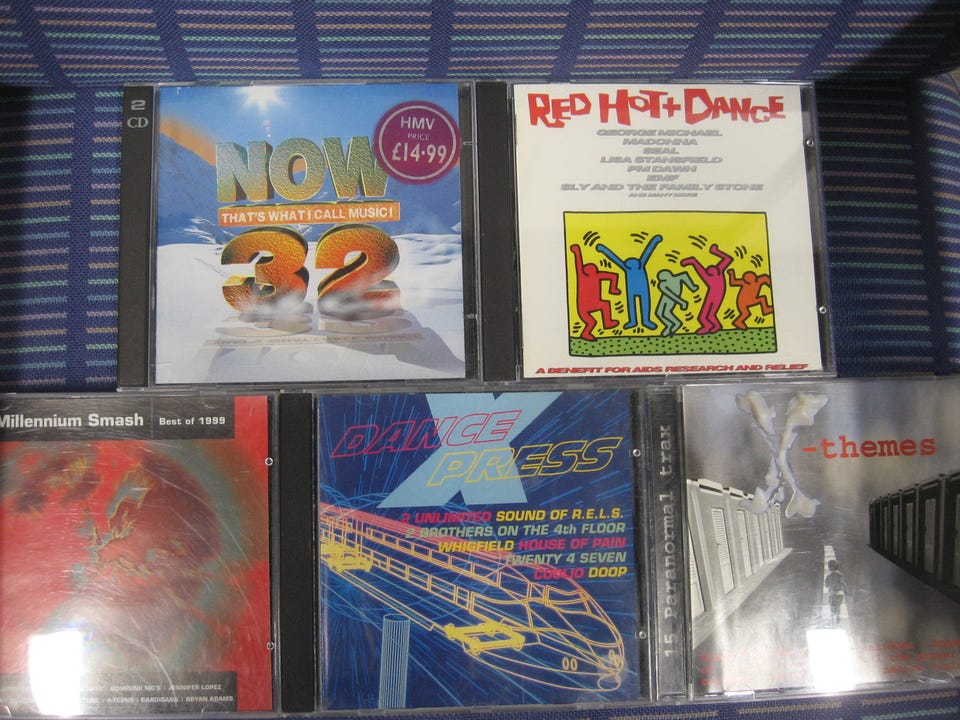 2
CD
HMV
PRICE
£14·99
NOW
THAT'S WHAT I CALL MUSIC!
32
RED HOT + DANCE
GEORGE MICHAEL
MADONNA
SEAL
LISA STANSFIELD
PM DAWN
EMF
SLY AND THE FAMILY STONE
AND MANY MORE
A BENEFIT FOR AIDS RESEARCH AND RELIEF
Millennium Smash Best of 1999
BOMFUNK MC'S | JENNIFER LOPEZ
A-TEENS | CARDIGANS | BRYAN ADAMS
DANCE
X
PRESS
2 UNLIMITED SOUND OF R.E.L.S.
2 BROTHERS ON THE 4th FLOOR
WHIGFIELD HOUSE OF PAIN
TWENTY 4 SEVEN
COOLIO DOOP
15 Paranormal trax
X-themes